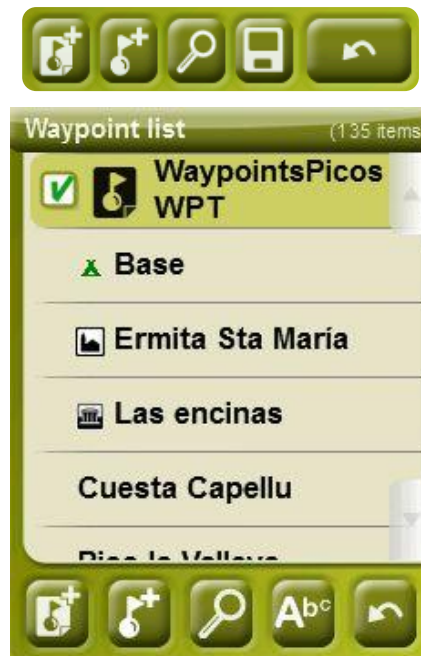 Waypoint list (135 items
WaypointsPicos
WPT
Base
Ermita Sta María
Las encinas
Cuesta Capellu
Abc